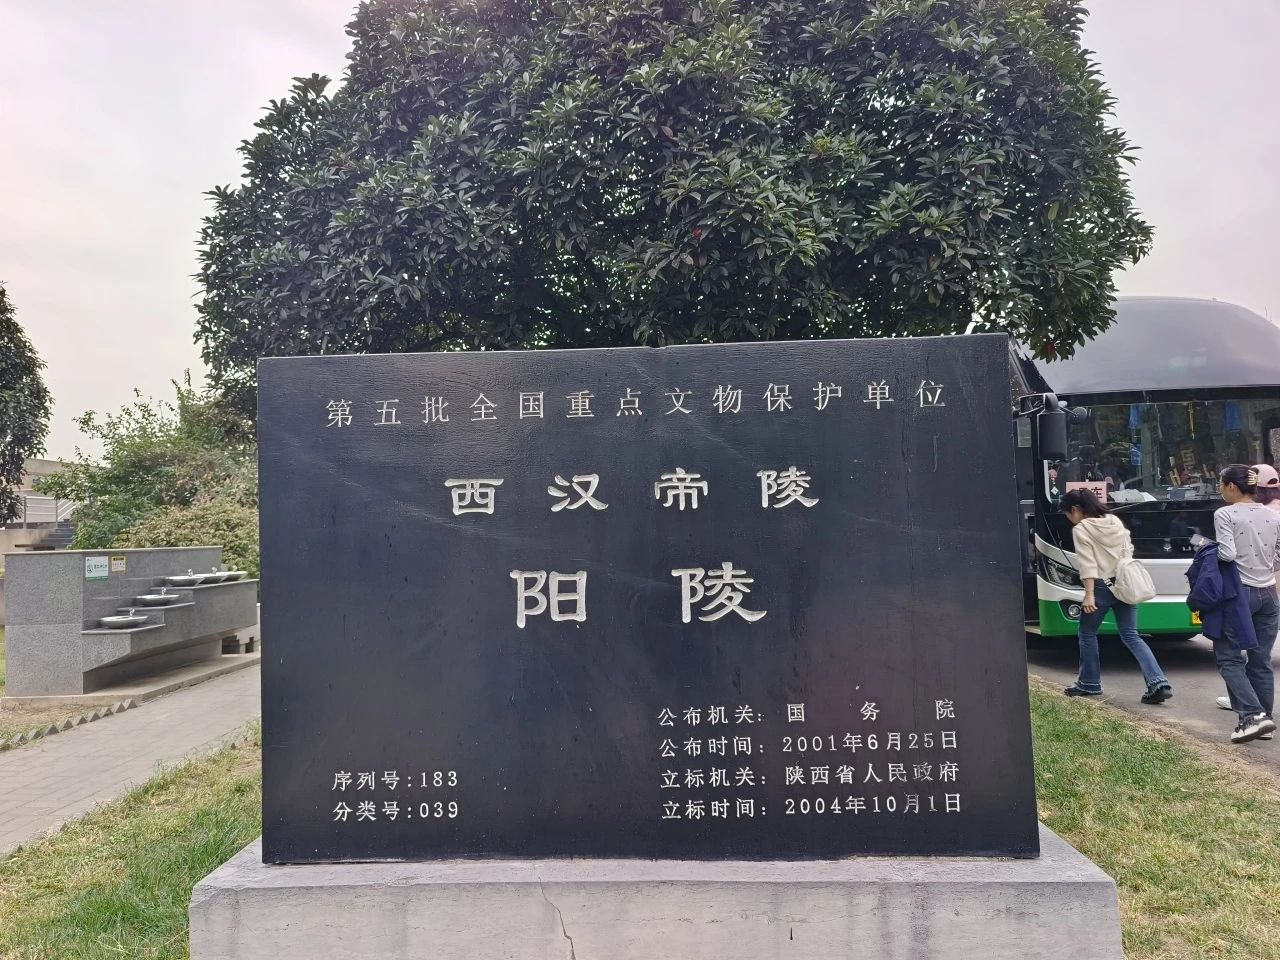 第五批全国重点文物保护单位
西汉帝陵
阳陵
公布机关：国务院
公布时间：2001年6月25日
立标机关：陕西省人民政府
立标时间：2004年10月1日
序列号：183
分类号：039